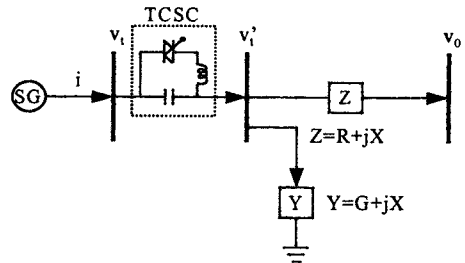 TCSC
v_t
v_t'
v_0
SG
i
Z
Z=R+jX
Y
Y=G+jX